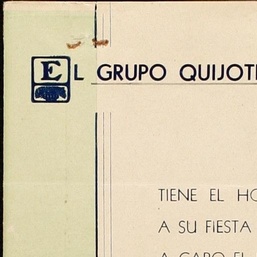 EL GRUPO QUIJOT
TIENE EL HO
A SU FIESTA
A CABO EL